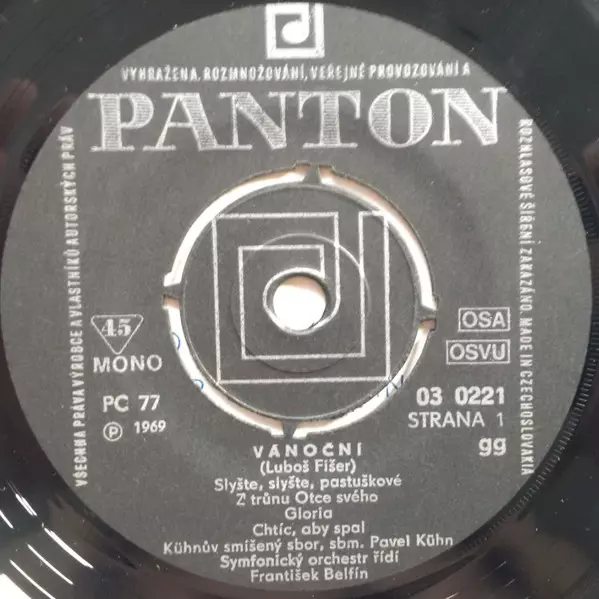 VŠECHNA PRÁVA VÝROBCE A VLASTNÍKŮ AUTORSKÝCH PRÁV
VYHRAŽENA, ROZMNOŽOVÁNÍ, VEŘEJNÉ PROVOZOVÁNÍ A
ROZHLASOVÉ ŠÍŘENÍ ZAKÁZÁNO. MADE IN CZECHOSLOVAKIA
PANTON
45
MONO
PC 77
Ⓟ 1969
OSA
OSVU
03 0221
STRANA 1
gg
VÁNOČNÍ
(Luboš Fišer)
Slyšte, slyšte, pastuškové
Z trůnu Otce svého
Gloria
Chtíc, aby spal
Kühnův smíšený sbor, sbm. Pavel Kühn
Symfonický orchestr řídí
František Belfín